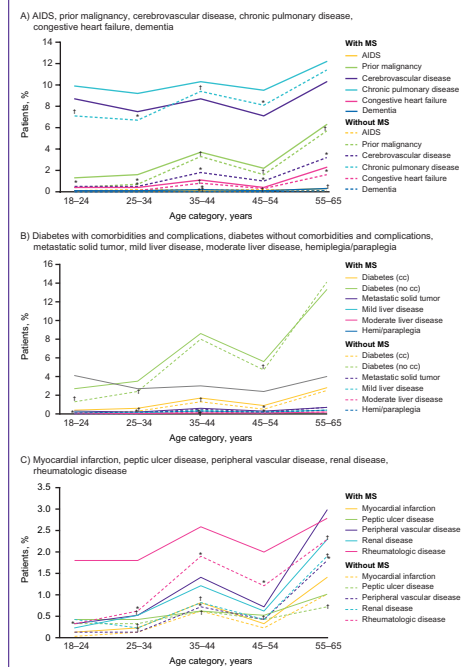 A) AIDS, prior malignancy, cerebrovascular disease, chronic pulmonary disease,
congestive heart failure, dementia
14
12
10
8
6
4
2
0
Patients, %
18–24 25–34 35–44 45–54 55–65
Age category, years
With MS
AIDS
Prior malignancy
Cerebrovascular disease
Chronic pulmonary disease
Congestive heart failure
Dementia
Without MS
AIDS
Prior malignancy
Cerebrovascular disease
Chronic pulmonary disease
Congestive heart failure
Dementia
B) Diabetes with comorbidities and complications, diabetes without comorbidities and complications,
metastatic solid tumor, mild liver disease, moderate liver disease, hemiplegia/paraplegia
16
14
12
10
8
6
4
2
0
Patients, %
18–24 25–34 35–44 45–54 55–65
Age category, years
With MS
Diabetes (cc)
Diabetes (no cc)
Metastatic solid tumor
Mild liver disease
Moderate liver disease
Hemi/paraplegia
Without MS
Diabetes (cc)
Diabetes (no cc)
Metastatic solid tumor
Mild liver disease
Moderate liver disease
Hemi/paraplegia
C) Myocardial infarction, peptic ulcer disease, peripheral vascular disease, renal disease,
rheumatologic disease
3.5
3.0
2.5
2.0
1.5
1.0
0.5
0
Patients, %
18–24 25–34 35–44 45–54 55–65
Age category, years
With MS
Myocardial infarction
Peptic ulcer disease
Peripheral vascular disease
Renal disease
Rheumatologic disease
Without MS
Myocardial infarction
Peptic ulcer disease
Peripheral vascular disease
Renal disease
Rheumatologic disease